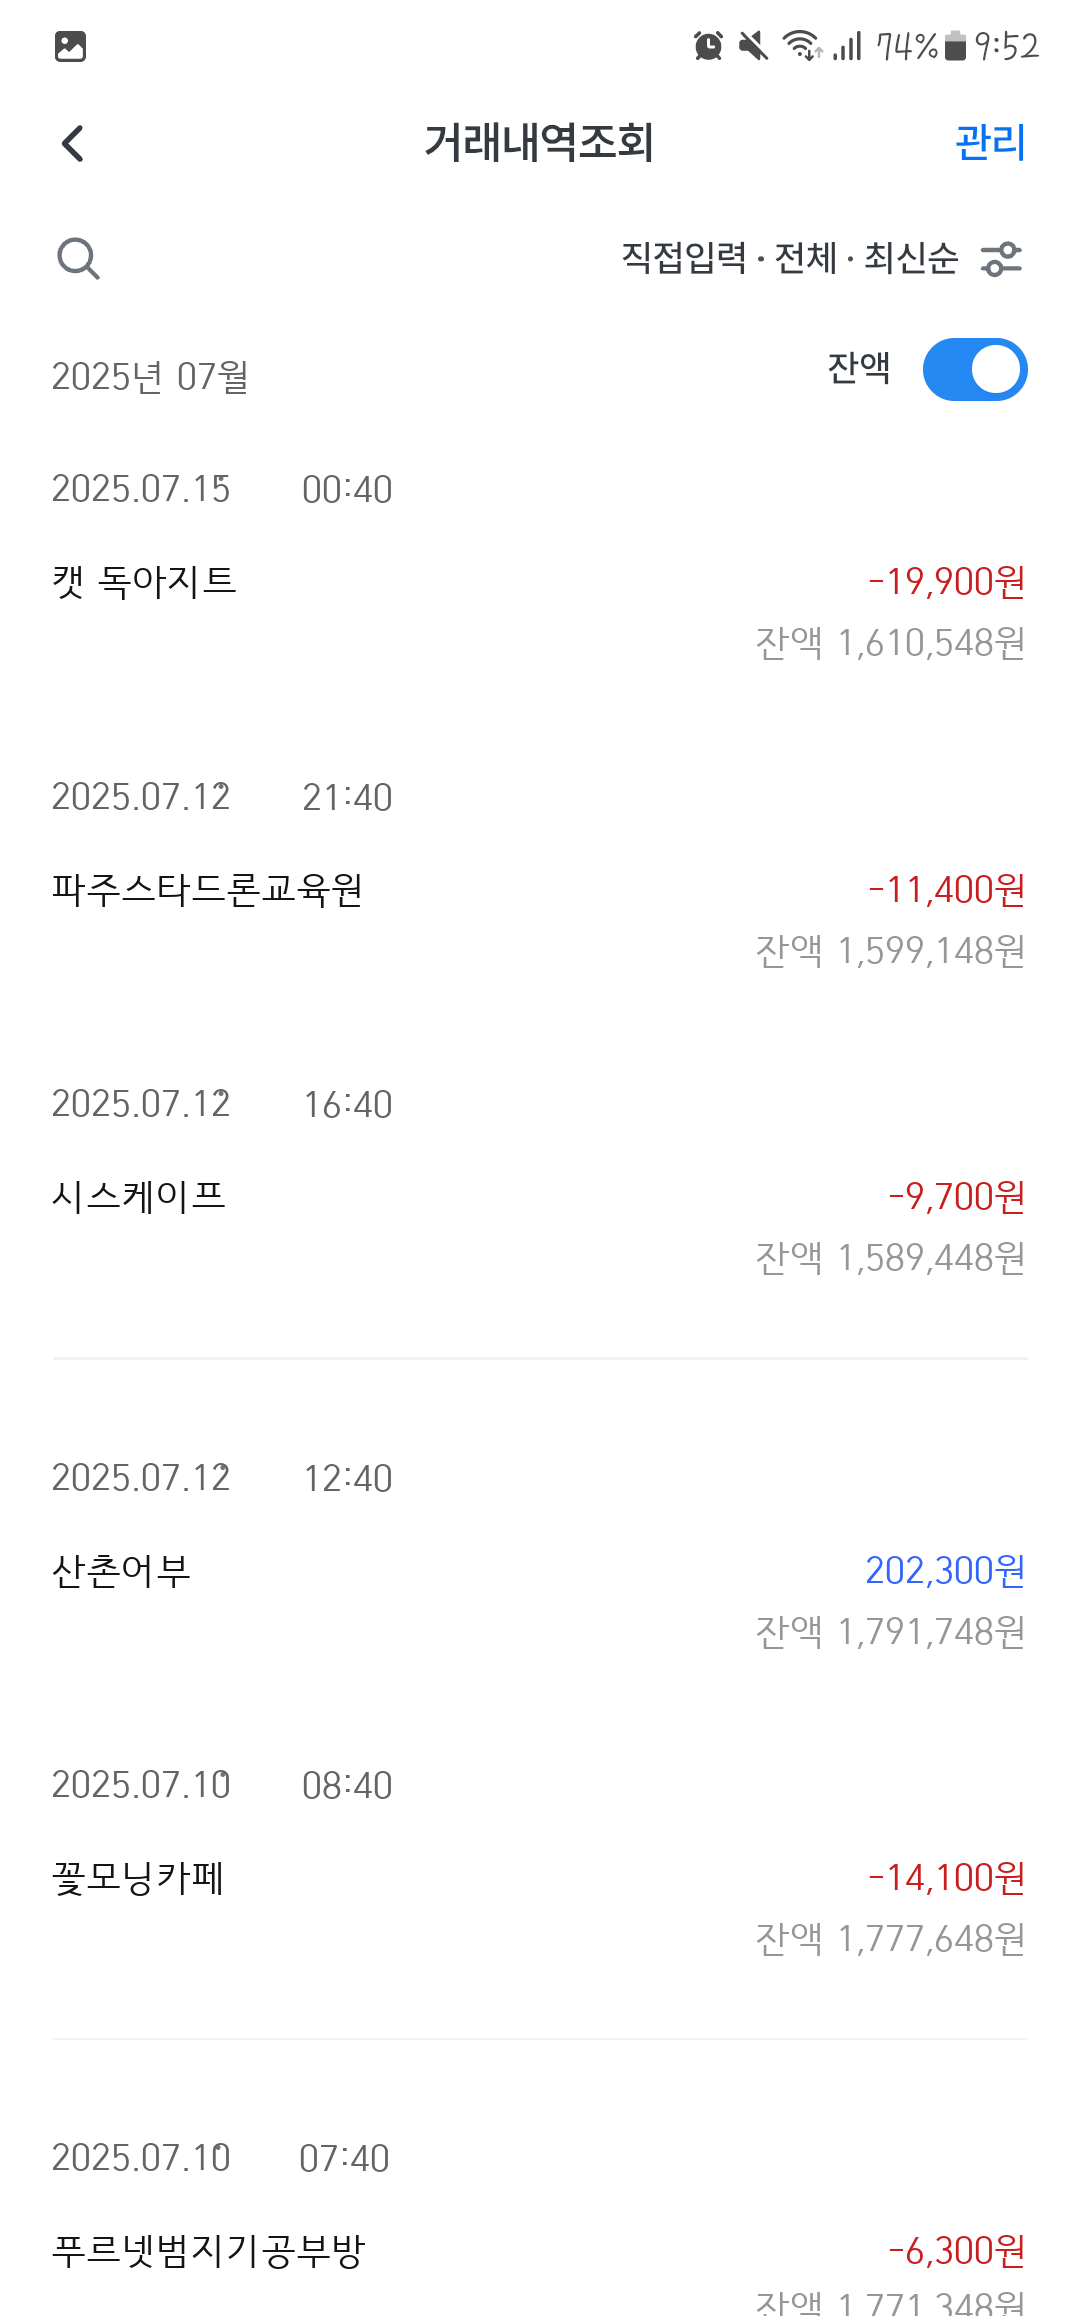 74% 9:52
거래내역조회 관리
직접입력 · 전체 · 최신순
2025년 07월 잔액
2025.07.15 00:40
캣 독아지트 -19,900원
잔액 1,610,548원
2025.07.12 21:40
파주스타드론교육원 -11,400원
잔액 1,599,148원
2025.07.12 16:40
시스케이프 -9,700원
잔액 1,589,448원
2025.07.12 12:40
산촌어부 202,300원
잔액 1,791,748원
2025.07.10 08:40
꽃모닝카페 -14,100원
잔액 1,777,648원
2025.07.10 07:40
푸르넷범지기공부방 -6,300원
잔액 1,771,348원